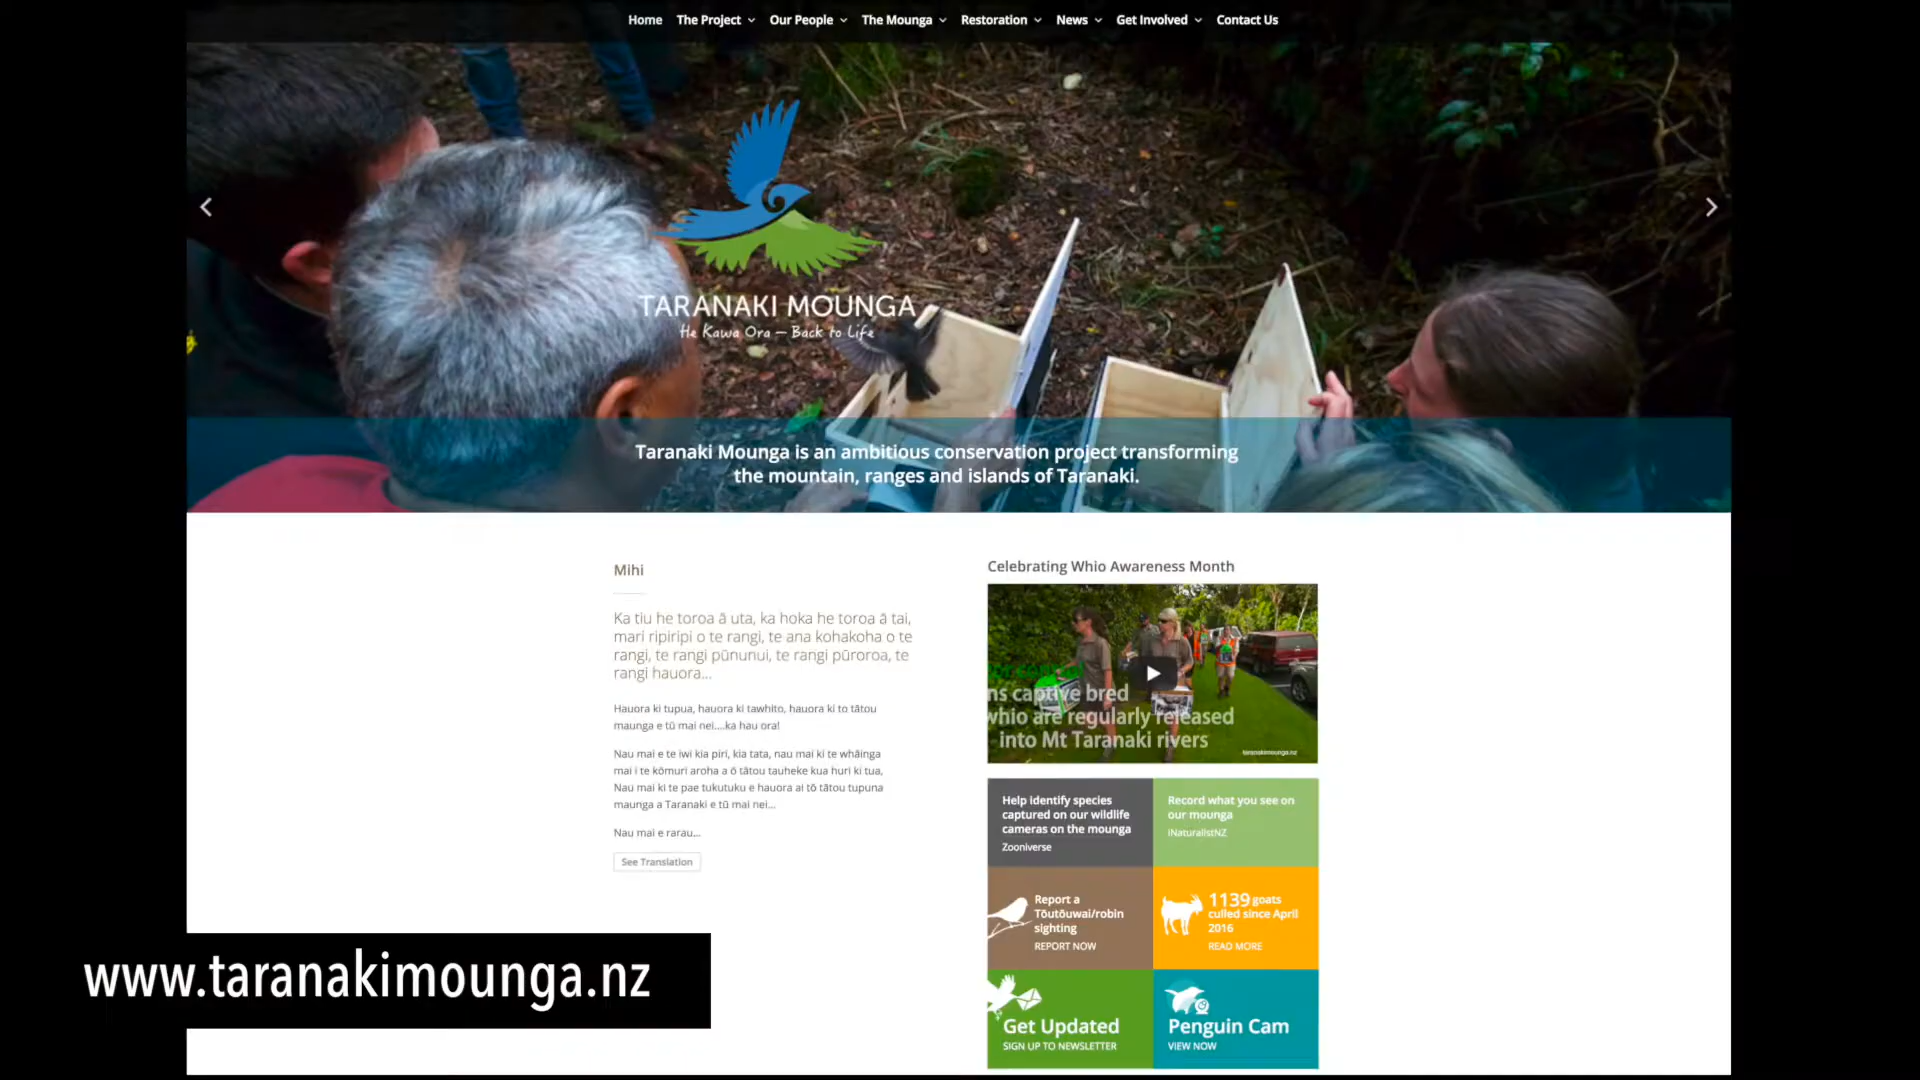 Home The Project Our People The Mounga Restoration News Get Involved Contact Us
TARANAKI MOUNGA
He Kawa Ora – Back to Life
Taranaki Mounga is an ambitious conservation project transforming
the mountain, ranges and islands of Taranaki.
Mihi
Ka tiu he toroa ā uta, ka hoka he toroa ā tai,
mari ripiripi o te rangi, te ana kohakoha o te
rangi, te rangi pūnunui, te rangi pūroroa, te
rangi hauora...
Hauora ki tupua, hauora ki tawhito, hauora ki to tātou
maunga e tū mai nei....ka hau ora!
Nau mai e te iwi kia piri, kia tata, nau mai ki te whāinga
mai i te kōmuri aroha a ō tātou tauheke kua huri ki tua,
Nau mai ki te pae tukutuku e hauora ai tō tātou tupuna
maunga a Taranaki e tū mai nei...
Nau mai e rarau...
See Translation
Celebrating Whio Awareness Month
ns captive bred
whio are regularly released
into Mt Taranaki rivers
taranakimounga.nz
Help identify species
captured on our wildlife
cameras on the mounga
Zooniverse
Record what you see on
our mounga
iNaturalistNZ
Report a
Tōutōuwai/robin
sighting
REPORT NOW
1139 goats
culled since April
2016
READ MORE
Get Updated
SIGN UP TO NEWSLETTER
Penguin Cam
VIEW NOW
www.taranakimounga.nz